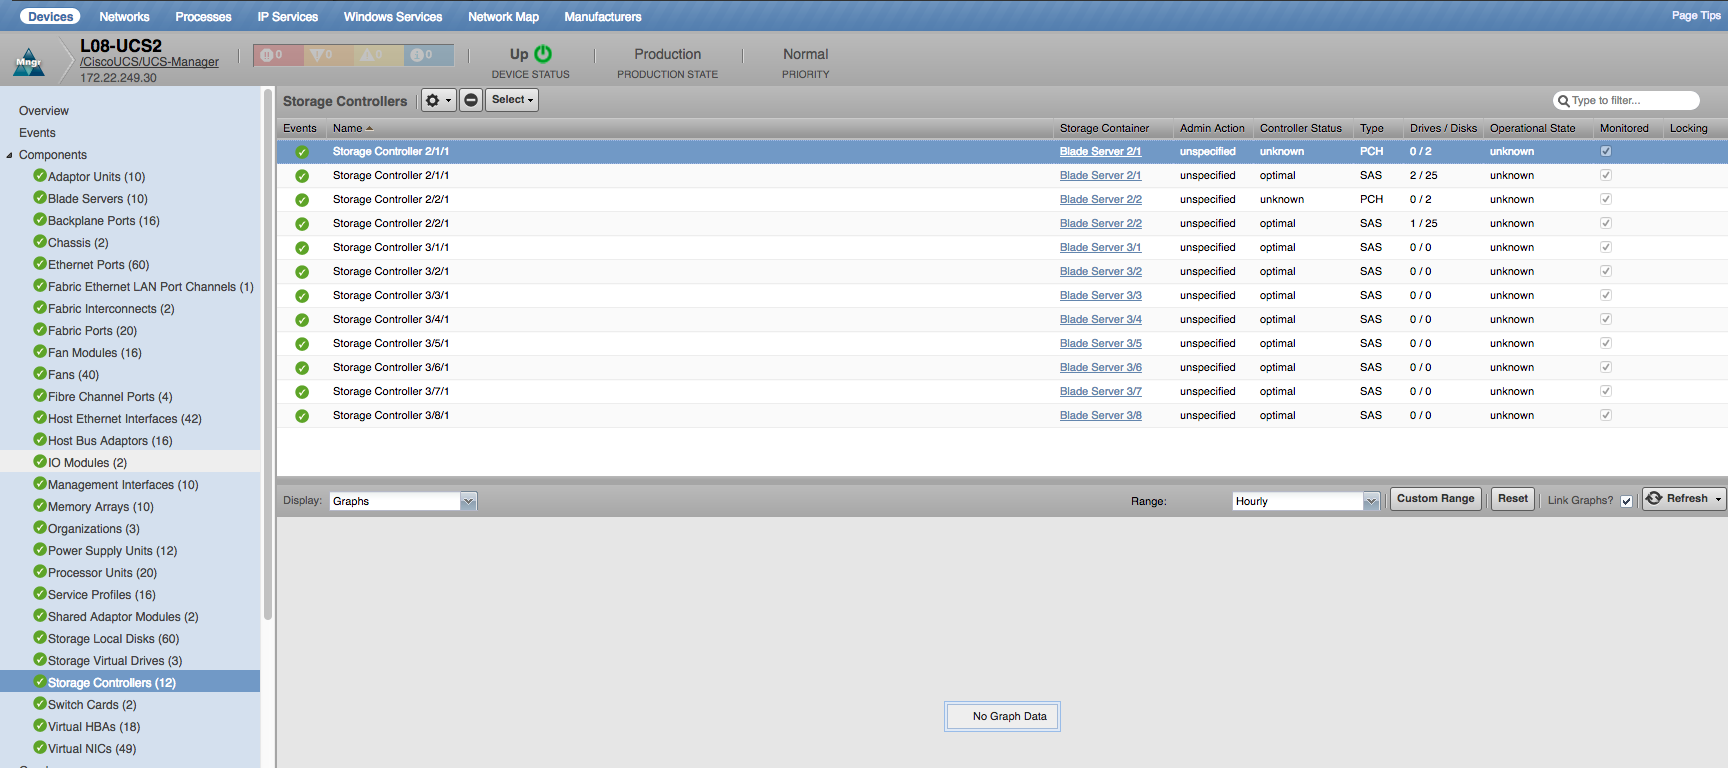 Devices Networks Processes IP Services Windows Services Network Map Manufacturers Page Tips
Mngr
L08-UCS2
/CiscoUCS/UCS-Manager
172.22.249.30
0 0 0 0
Up
DEVICE STATUS
Production
PRODUCTION STATE
Normal
PRIORITY
Overview
Events
Components
Adaptor Units (10)
Blade Servers (10)
Backplane Ports (16)
Chassis (2)
Ethernet Ports (60)
Fabric Ethernet LAN Port Channels (1)
Fabric Interconnects (2)
Fabric Ports (20)
Fan Modules (16)
Fans (40)
Fibre Channel Ports (4)
Host Ethernet Interfaces (42)
Host Bus Adaptors (16)
IO Modules (2)
Management Interfaces (10)
Memory Arrays (10)
Organizations (3)
Power Supply Units (12)
Processor Units (20)
Service Profiles (16)
Shared Adaptor Modules (2)
Storage Local Disks (60)
Storage Virtual Drives (3)
Storage Controllers (12)
Switch Cards (2)
Virtual HBAs (18)
Virtual NICs (49)
Storage Controllers Select Type to filter...
Events Name Storage Container Admin Action Controller Status Type Drives / Disks Operational State Monitored Locking
Storage Controller 2/1/1 Blade Server 2/1 unspecified unknown PCH 0 / 2 unknown
Storage Controller 2/1/1 Blade Server 2/1 unspecified optimal SAS 2 / 25 unknown
Storage Controller 2/2/1 Blade Server 2/2 unspecified unknown PCH 0 / 2 unknown
Storage Controller 2/2/1 Blade Server 2/2 unspecified optimal SAS 1 / 25 unknown
Storage Controller 3/1/1 Blade Server 3/1 unspecified optimal SAS 0 / 0 unknown
Storage Controller 3/2/1 Blade Server 3/2 unspecified optimal SAS 0 / 0 unknown
Storage Controller 3/3/1 Blade Server 3/3 unspecified optimal SAS 0 / 0 unknown
Storage Controller 3/4/1 Blade Server 3/4 unspecified optimal SAS 0 / 0 unknown
Storage Controller 3/5/1 Blade Server 3/5 unspecified optimal SAS 0 / 0 unknown
Storage Controller 3/6/1 Blade Server 3/6 unspecified optimal SAS 0 / 0 unknown
Storage Controller 3/7/1 Blade Server 3/7 unspecified optimal SAS 0 / 0 unknown
Storage Controller 3/8/1 Blade Server 3/8 unspecified optimal SAS 0 / 0 unknown
Display: Graphs Range: Hourly Custom Range Reset Link Graphs? Refresh
No Graph Data